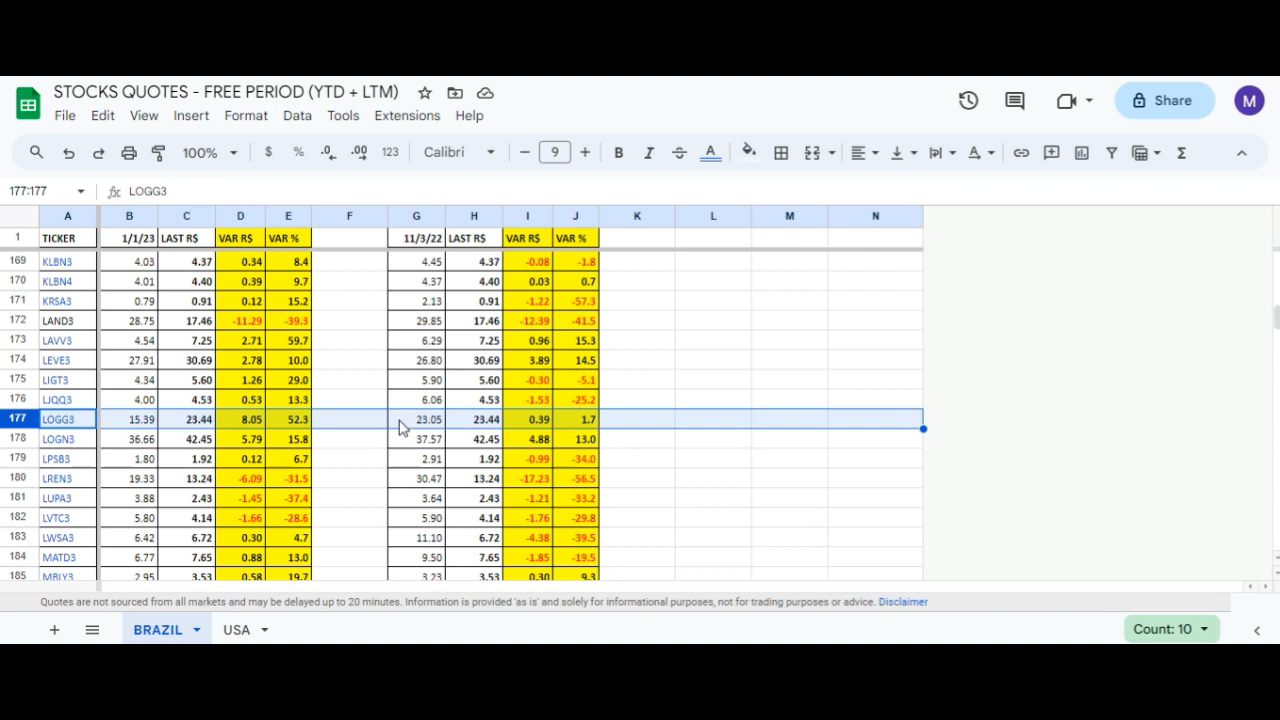 STOCKS QUOTES - FREE PERIOD (YTD + LTM)
File Edit View Insert Format Data Tools Extensions Help
Share
M
100% $ % .0 .00 123 Calibri 9 B I A Σ
177:177 fx LOGG3
A B C D E F G H I J K L M N
1 TICKER 1/1/23 LAST R$ VAR R$ VAR % 11/3/22 LAST R$ VAR R$ VAR %
169 KLBN3 4.03 4.37 0.34 8.4 4.45 4.37 -0.08 -1.8
170 KLBN4 4.01 4.40 0.39 9.7 4.37 4.40 0.03 0.7
171 KRSA3 0.79 0.91 0.12 15.2 2.13 0.91 -1.22 -57.3
172 LAND3 28.75 17.46 -11.29 -39.3 29.85 17.46 -12.39 -41.5
173 LAVV3 4.54 7.25 2.71 59.7 6.29 7.25 0.96 15.3
174 LEVE3 27.91 30.69 2.78 10.0 26.80 30.69 3.89 14.5
175 LIGT3 4.34 5.60 1.26 29.0 5.90 5.60 -0.30 -5.1
176 LJQQ3 4.00 4.53 0.53 13.3 6.06 4.53 -1.53 -25.2
177 LOGG3 15.39 23.44 8.05 52.3 23.05 23.44 0.39 1.7
178 LOGN3 36.66 42.45 5.79 15.8 37.57 42.45 4.88 13.0
179 LPSB3 1.80 1.92 0.12 6.7 2.91 1.92 -0.99 -34.0
180 LREN3 19.33 13.24 -6.09 -31.5 30.47 13.24 -17.23 -56.5
181 LUPA3 3.88 2.43 -1.45 -37.4 3.64 2.43 -1.21 -33.2
182 LVTC3 5.80 4.14 -1.66 -28.6 5.90 4.14 -1.76 -29.8
183 LWSA3 6.42 6.72 0.30 4.7 11.10 6.72 -4.38 -39.5
184 MATD3 6.77 7.65 0.88 13.0 9.50 7.65 -1.85 -19.5
185 MBLY3 2.95 3.53 0.58 19.7 3.23 3.53 0.30 9.3
Quotes are not sourced from all markets and may be delayed up to 20 minutes. Information is provided 'as is' and solely for informational purposes, not for trading purposes or advice. Disclaimer
BRAZIL USA Count: 10